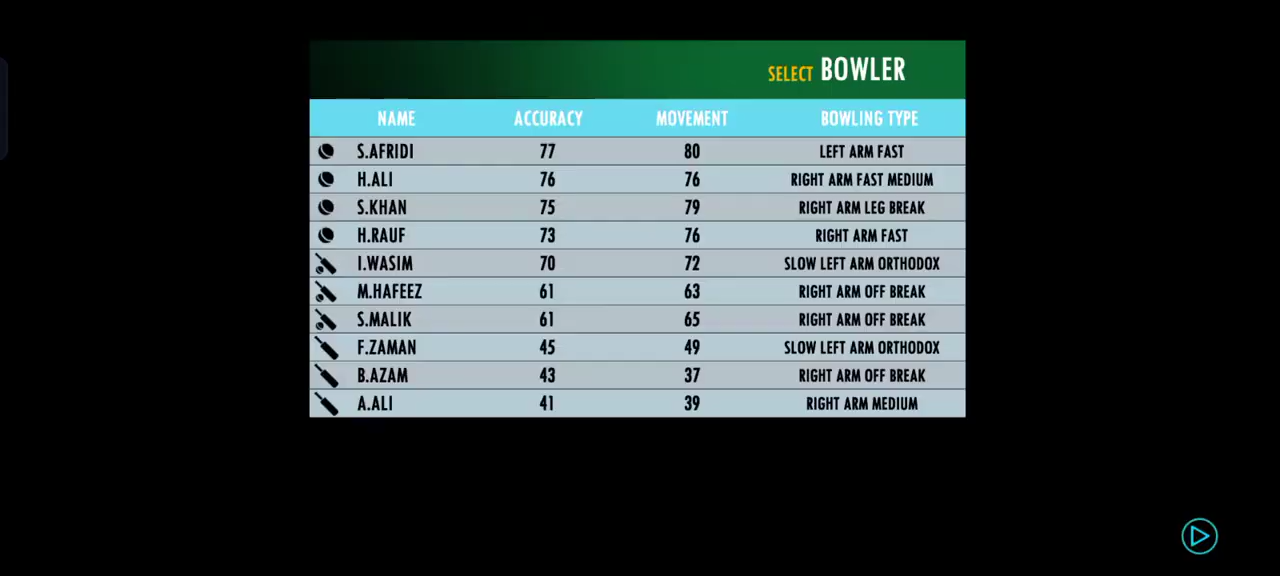 SELECT BOWLER
NAME ACCURACY MOVEMENT BOWLING TYPE
S.AFRIDI 77 80 LEFT ARM FAST
H.ALI 76 76 RIGHT ARM FAST MEDIUM
S.KHAN 75 79 RIGHT ARM LEG BREAK
H.RAUF 73 76 RIGHT ARM FAST
I.WASIM 70 72 SLOW LEFT ARM ORTHODOX
M.HAFEEZ 61 63 RIGHT ARM OFF BREAK
S.MALIK 61 65 RIGHT ARM OFF BREAK
F.ZAMAN 45 49 SLOW LEFT ARM ORTHODOX
B.AZAM 43 37 RIGHT ARM OFF BREAK
A.ALI 41 39 RIGHT ARM MEDIUM